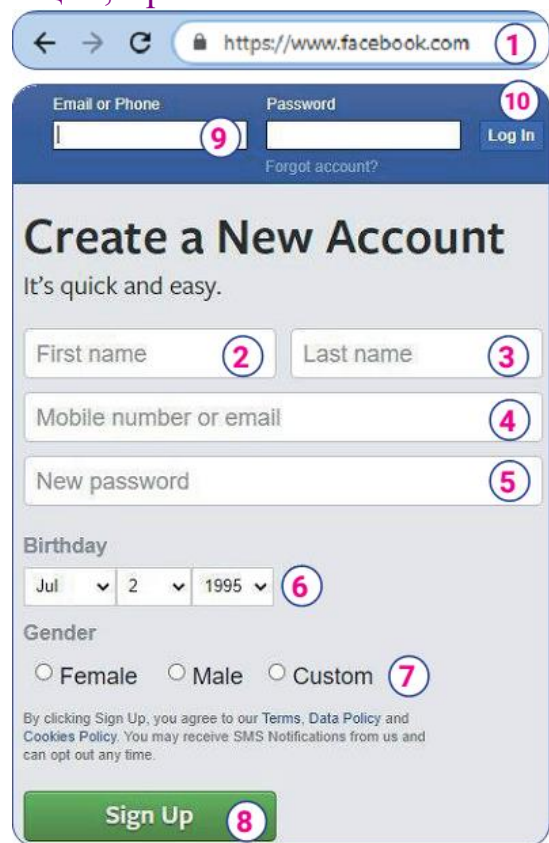 https://www.facebook.com 1
10
Email or Phone Password
9 Log In
Forgot account?
Create a New Account
It's quick and easy.
First name 2 Last name 3
Mobile number or email 4
New password 5
Birthday
Jul 2 1995 6
Gender
Female Male Custom 7
By clicking Sign Up, you agree to our Terms, Data Policy and
Cookies Policy. You may receive SMS Notifications from us and
can opt out any time.
Sign Up 8